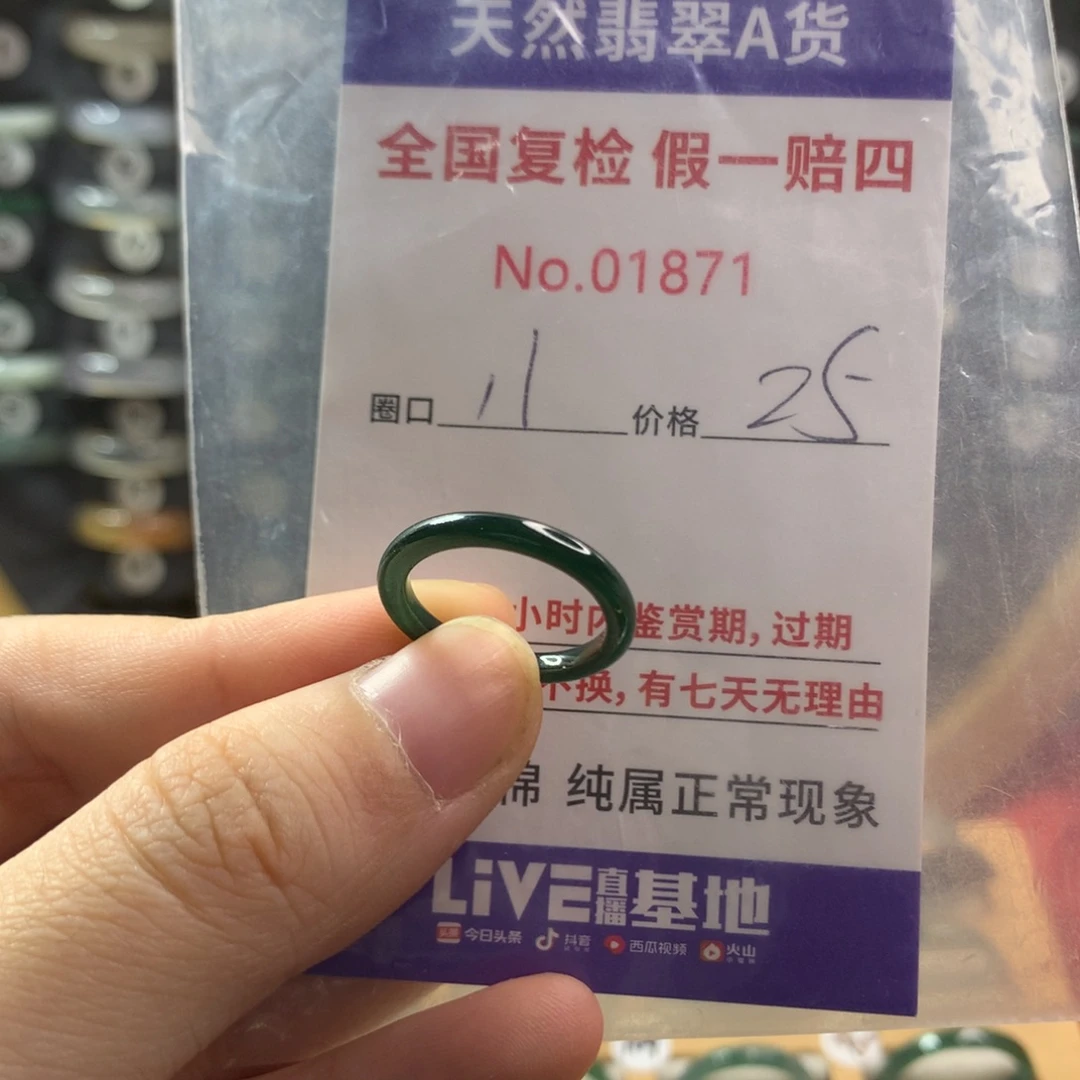 天然翡翠A货
全国复检 假一赔四
No.01871
圈口 11 价格 25
小时内鉴赏期,过期
不换,有七天无理由
棉 纯属正常现象
LiVE直播基地
今日头条 抖音 西瓜视频 火山